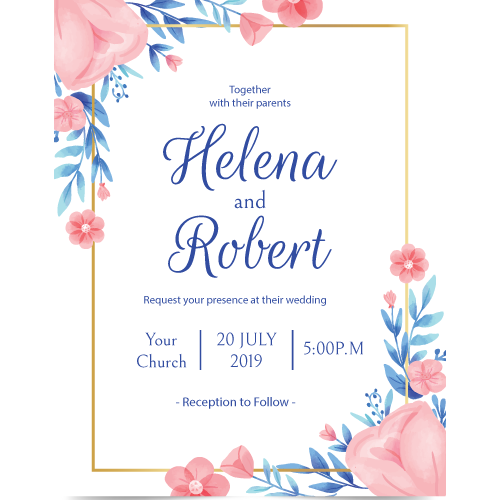 Together
with their parents
Helena
and
Robert
Request your presence at their wedding
Your
Church
20 JULY
2019
5:00P.M
- Reception to Follow -